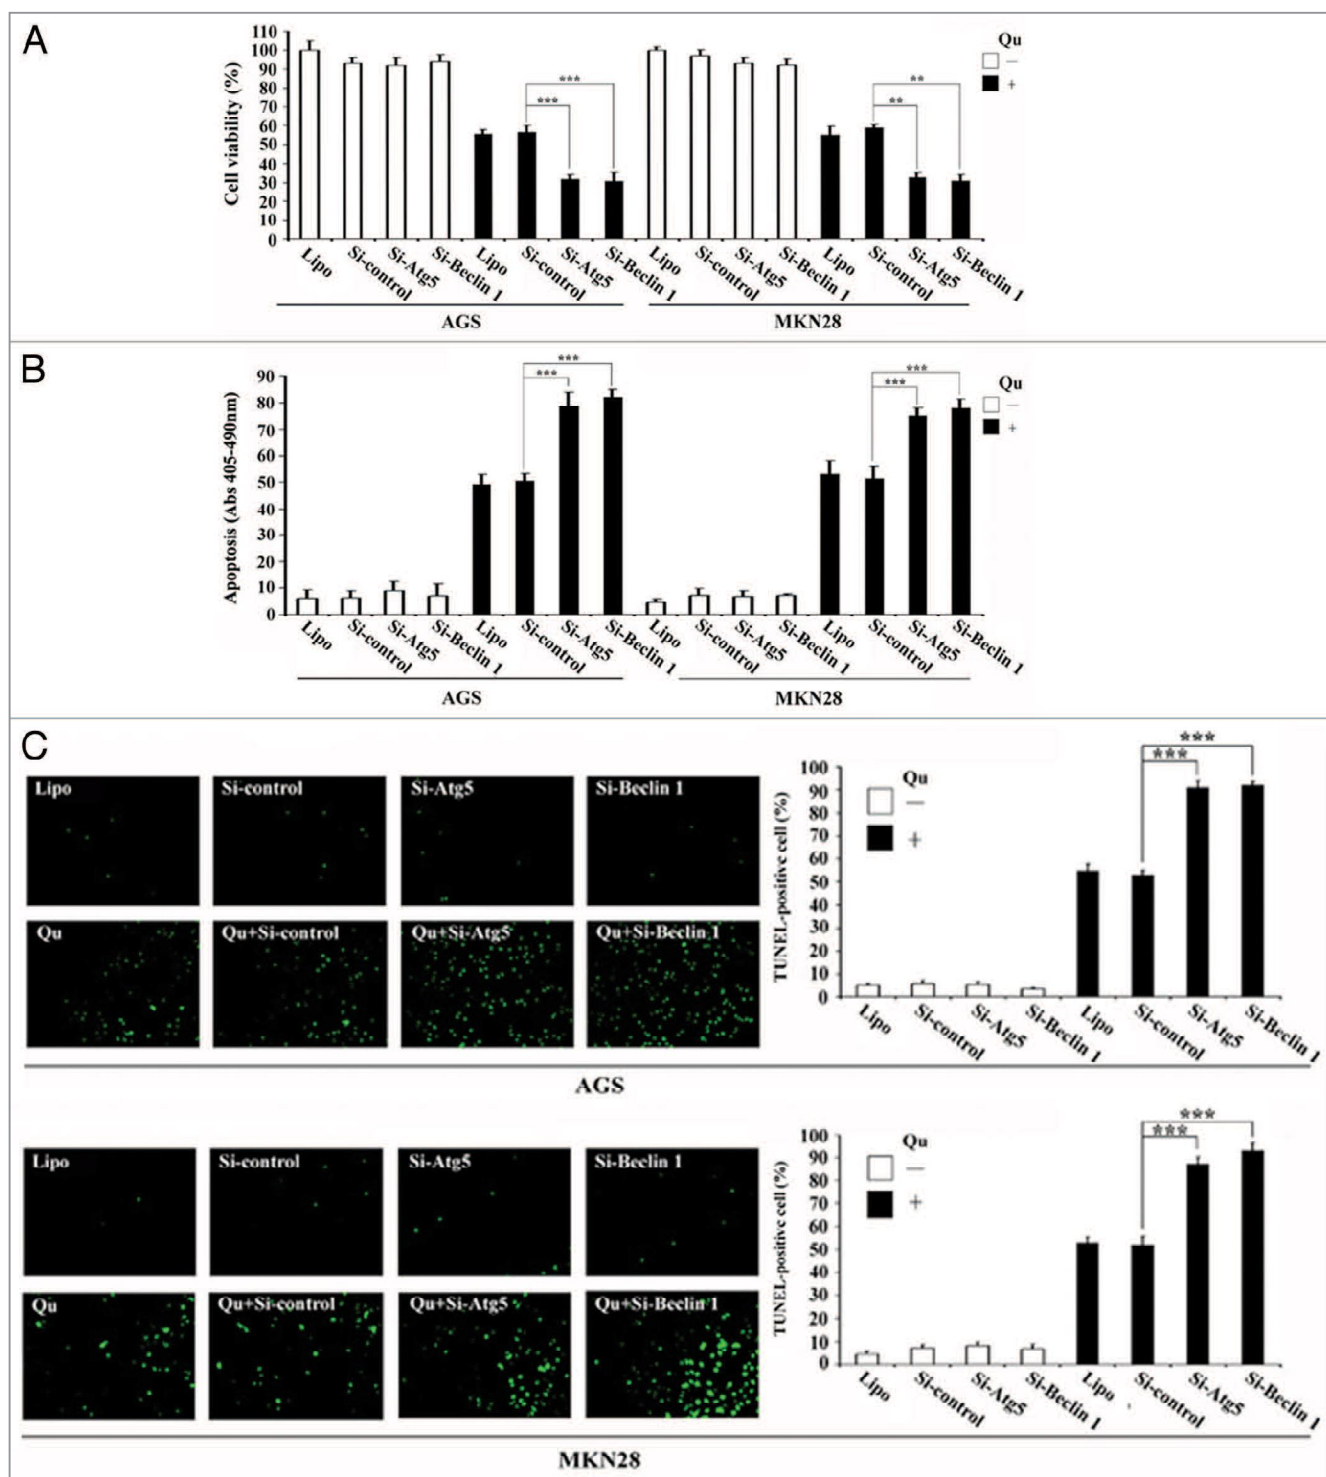 A
Cell viability (%)
110
100
90
80
70
60
50
40
30
20
10
0
*** ***
** **
Qu
−
+
Lipo Si-control Si-Atg5 Si-Beclin 1 Lipo Si-control Si-Atg5 Si-Beclin 1 Lipo Si-control Si-Atg5 Si-Beclin 1 Lipo Si-control Si-Atg5 Si-Beclin 1
AGS MKN28
B
Apoptosis (Abs 405-490nm)
90
80
70
60
50
40
30
20
10
0
*** ***
*** ***
Qu
−
+
Lipo Si-control Si-Atg5 Si-Beclin 1 Lipo Si-control Si-Atg5 Si-Beclin 1 Lipo Si-control Si-Atg5 Si-Beclin 1 Lipo Si-control Si-Atg5 Si-Beclin 1
AGS MKN28
C
Lipo Si-control Si-Atg5 Si-Beclin 1
Qu Qu+Si-control Qu+Si-Atg5 Qu+Si-Beclin 1
TUNEL-positive cell (%)
100
90
80
70
60
50
40
30
20
10
0
*** ***
Qu
−
+
Lipo Si-control Si-Atg5 Si-Beclin 1 Lipo Si-control Si-Atg5 Si-Beclin 1
AGS
Lipo Si-control Si-Atg5 Si-Beclin 1
Qu Qu+Si-control Qu+Si-Atg5 Qu+Si-Beclin 1
TUNEL-positive cell (%)
100
90
80
70
60
50
40
30
20
10
0
*** ***
Qu
−
+
Lipo Si-control Si-Atg5 Si-Beclin 1 Lipo Si-control Si-Atg5 Si-Beclin 1
MKN28